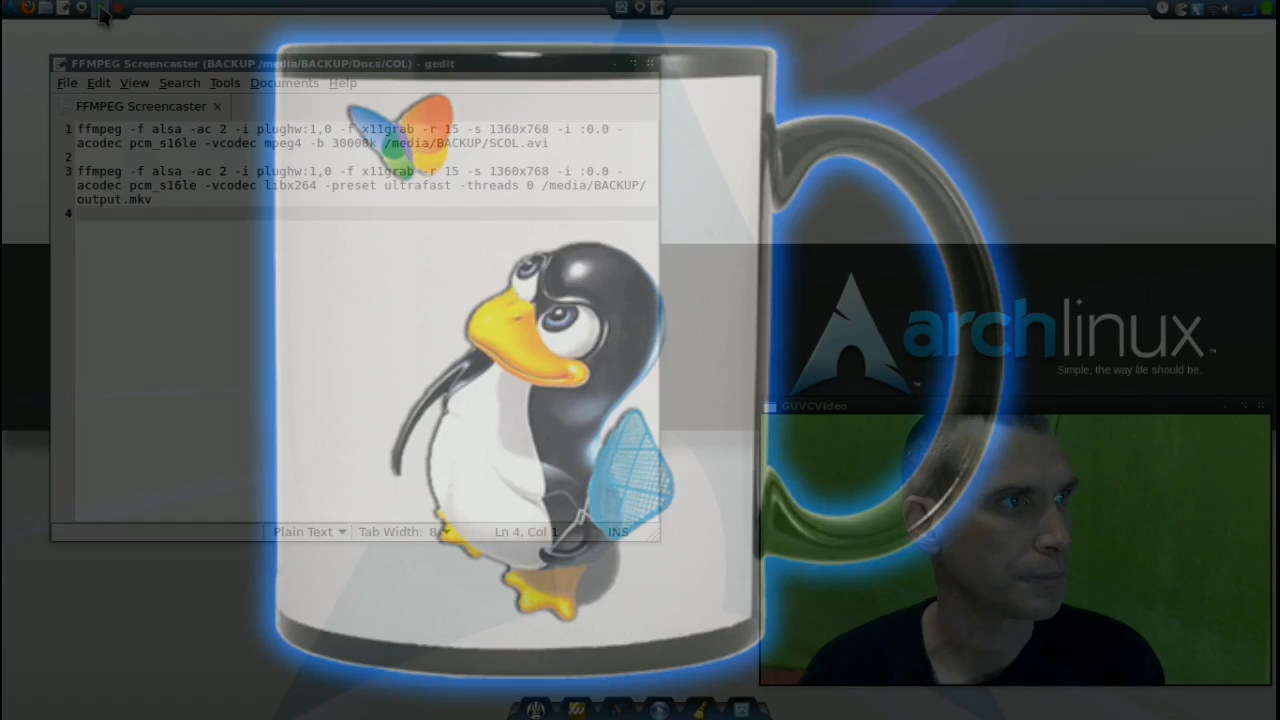 FFMPEG Screencaster (BACKUP /media/BACKUP/Docs/COL) - gedit
File Edit View Search Tools Documents Help
FFMPEG Screencaster ×
1 ffmpeg -f alsa -ac 2 -i plughw:1,0 -f x11grab -r 15 -s 1360x768 -i :0.0 -
acodec pcm_s16le -vcodec mpeg4 -b 30000k /media/BACKUP/SCOL.avi
2
3 ffmpeg -f alsa -ac 2 -i plughw:1,0 -f x11grab -r 15 -s 1360x768 -i :0.0 -
acodec pcm_s16le -vcodec libx264 -preset ultrafast -threads 0 /media/BACKUP/
output.mkv
4
archlinux™
Simple, the way life should be.
™
GUVCVideo
Plain Text Tab Width: 8 Ln 4, Col 1 INS